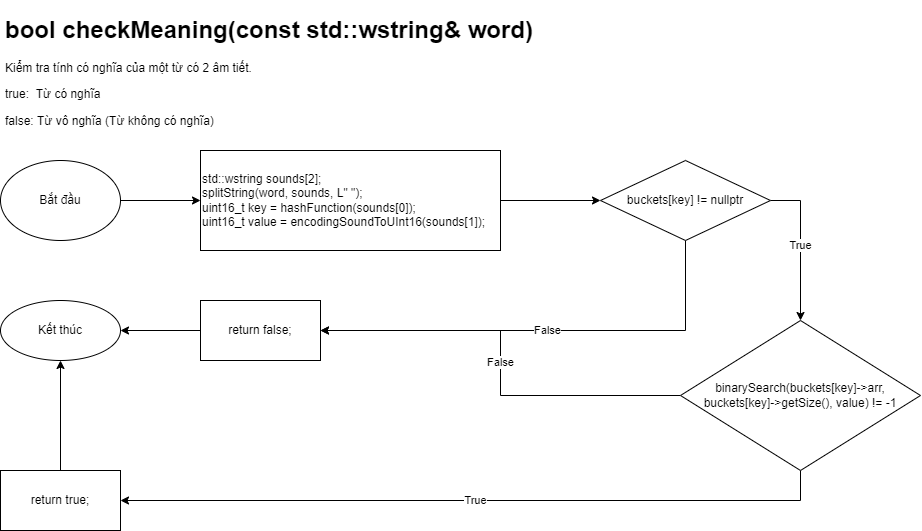 bool checkMeaning(const std::wstring& word)
Kiểm tra tính có nghĩa của một từ có 2 âm tiết.
true:  Từ có nghĩa
false: Từ vô nghĩa (Từ không có nghĩa)
Bắt đầu
std::wstring sounds[2];
splitString(word, sounds, L" ");
uint16_t key = hashFunction(sounds[0]);
uint16_t value = encodingSoundToUInt16(sounds[1]);
buckets[key] != nullptr
True
Kết thúc
return false;
False
False
binarySearch(buckets[key]->arr,
buckets[key]->getSize(), value) != -1
return true;
True